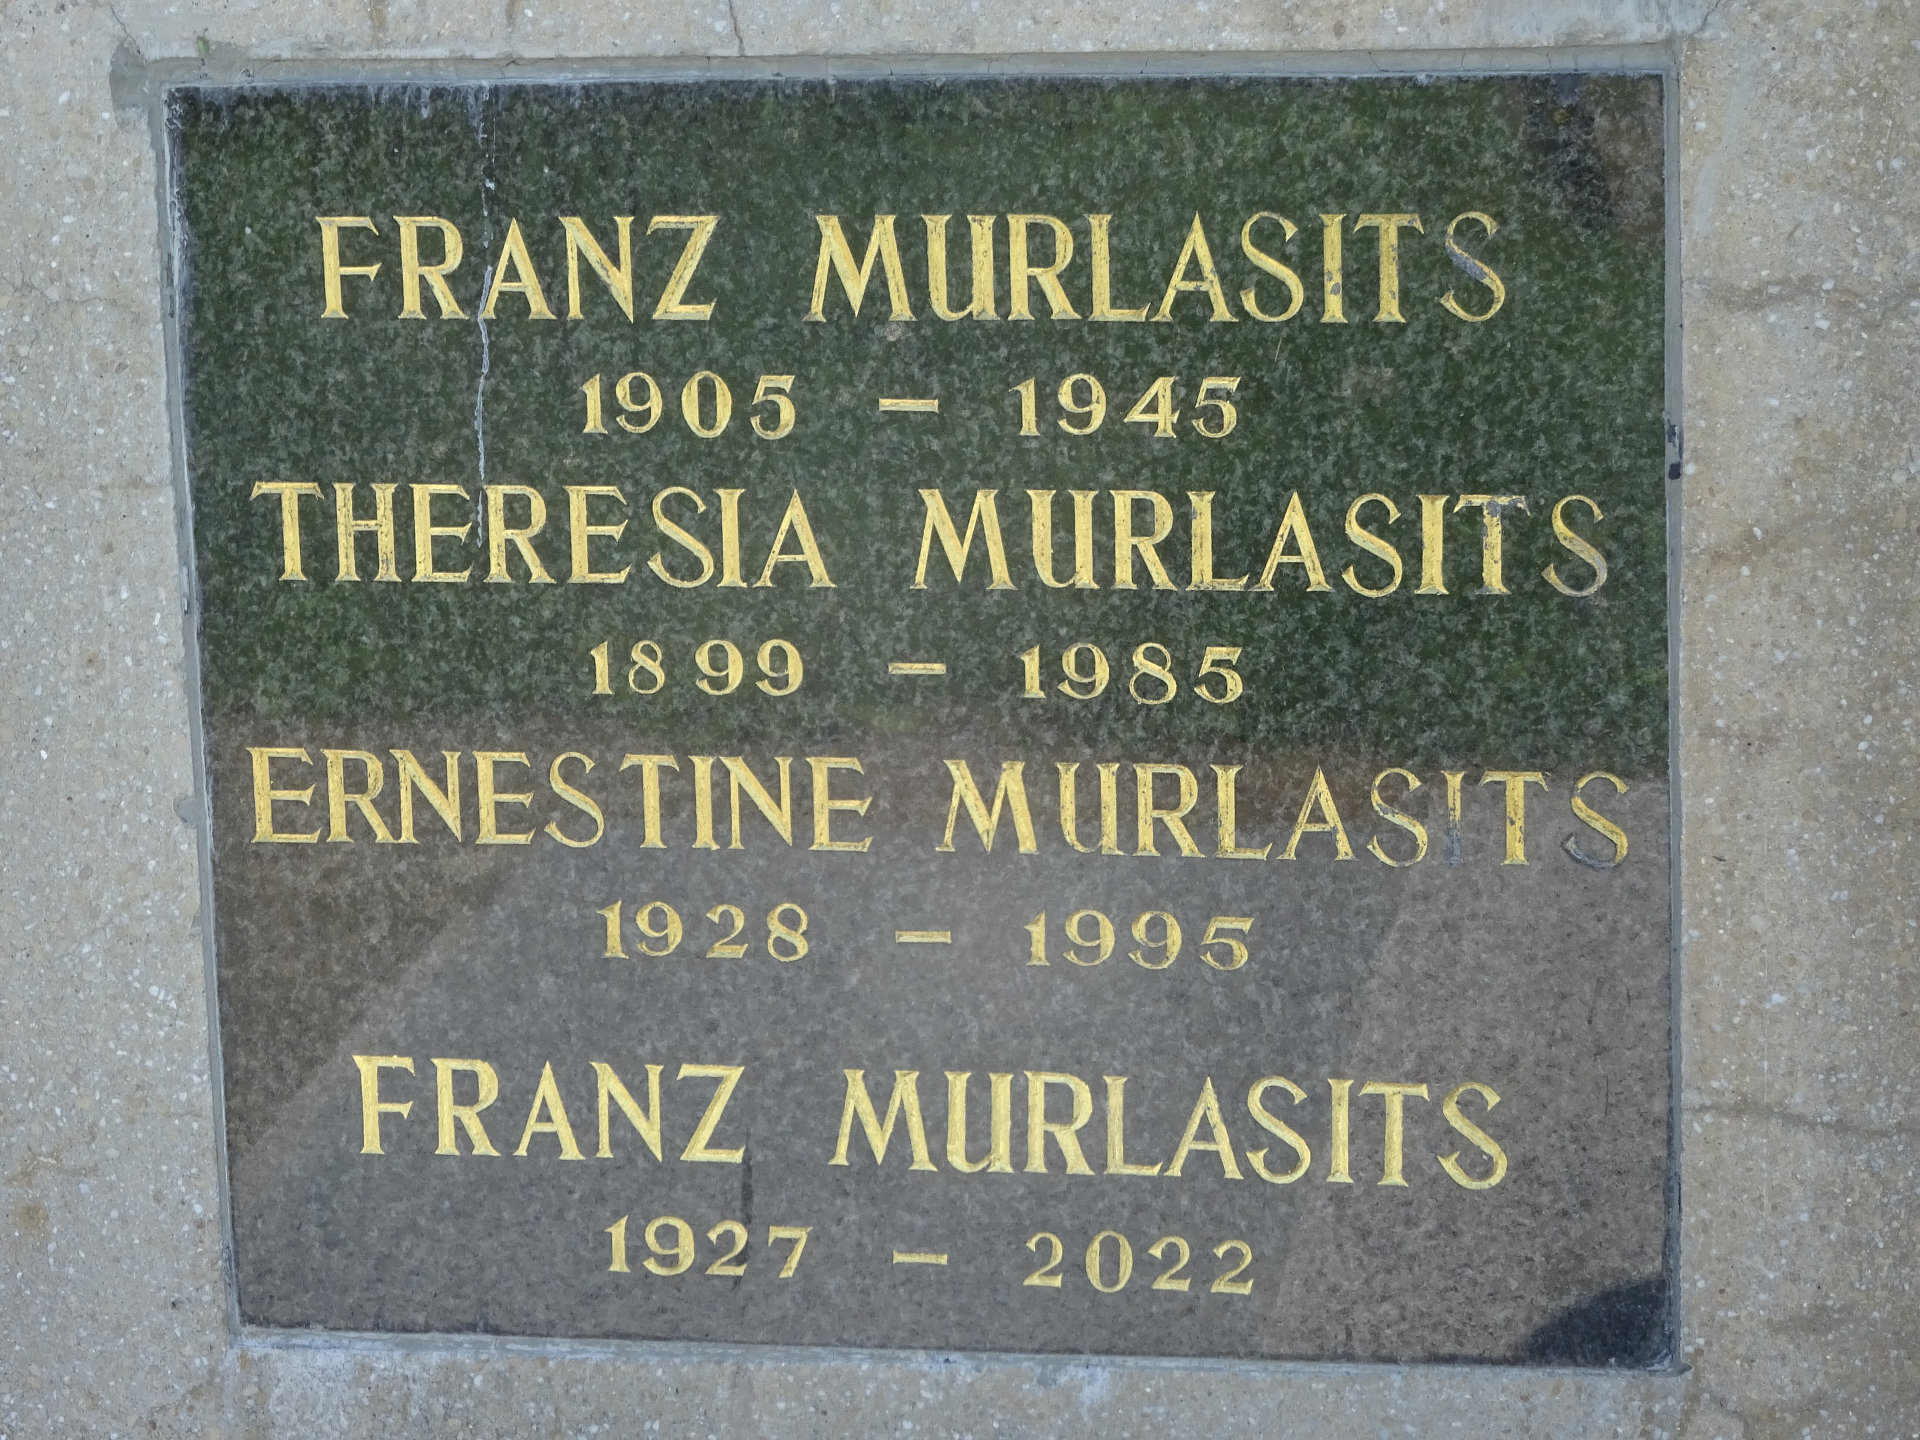 FRANZ MURLASITS
1905 – 1945
THERESIA MURLASITS
1899 – 1985
ERNESTINE MURLASITS
1928 – 1995
FRANZ MURLASITS
1927 – 2022